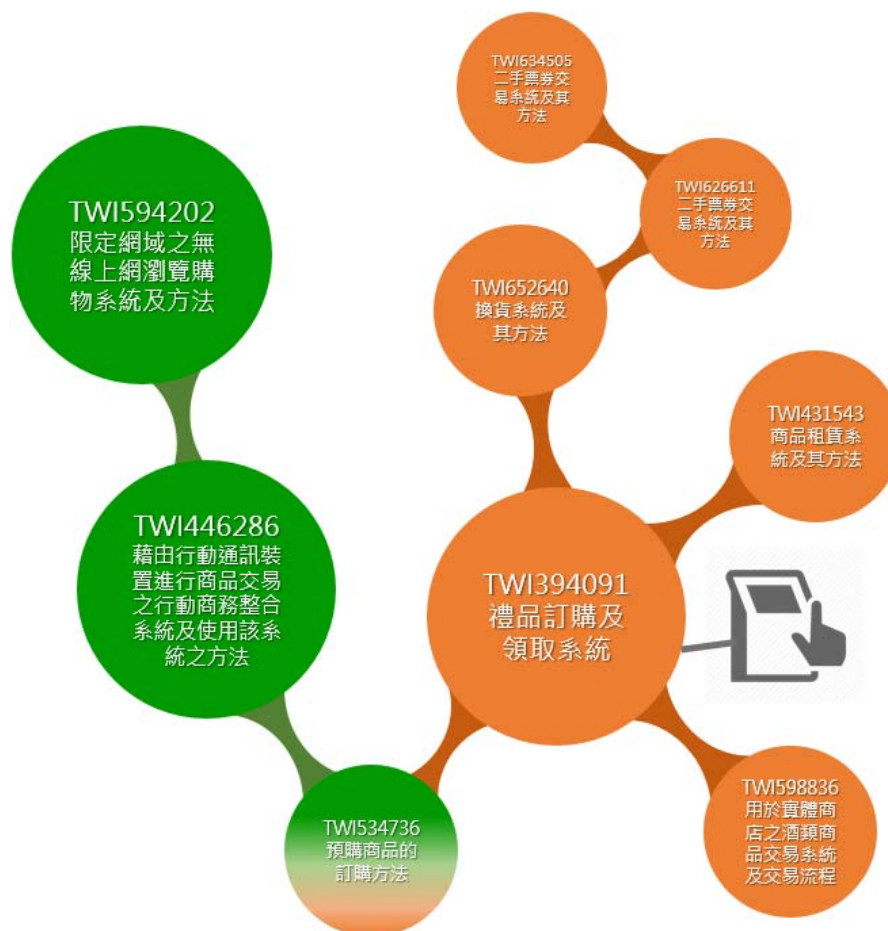 TWI634505
二手票券交
易系統及其
方法
TWI626611
二手票券交
易系統及其
方法
TWI594202
限定網域之無
線上網瀏覽購
物系統及方法
TWI652640
換貨系統及
其方法
TWI431543
商品租賃系
統及其方法
TWI446286
藉由行動通訊裝
置進行商品交易
之行動商務整合
系統及使用該系
統之方法
TWI394091
禮品訂購及
領取系統
TWI534736
預購商品的
訂購方法
TWI598836
用於實體商
店之酒類商
品交易系統
及交易流程